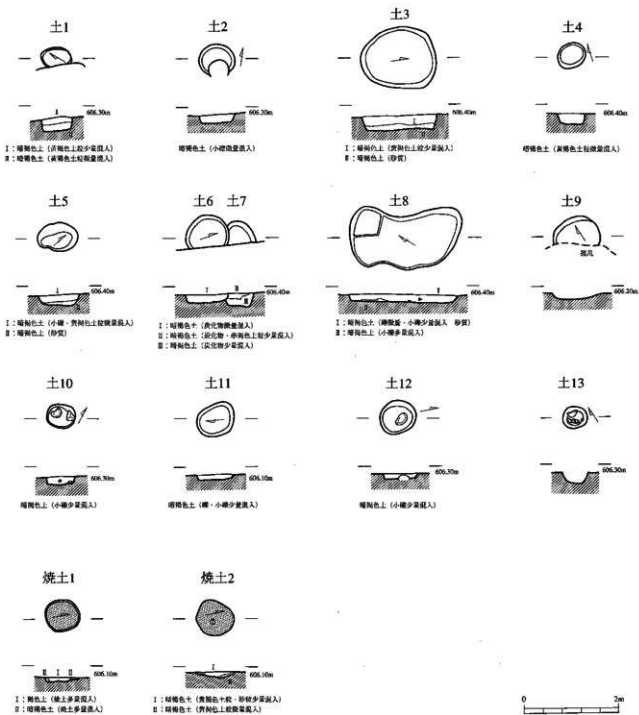 土1
土2
土3
土4
I
606.30m
606.30m
I
606.40m
606.40m
I：暗褐色土（黄褐色土粒少量混入）
II：暗褐色土（黄褐色土粒微量混入）
暗褐色土（小礫微量混入）
I：暗褐色土（黄褐色土粒少量混入）
II：暗褐色土（砂質）
暗褐色土（黄褐色土粒微量混入）
土5
土6
土7
土8
土9
撹乱
I
606.40m
I
II
III
606.40m
I
II
606.40m
606.20m
I：暗褐色土（小礫・黄褐色土粒微量混入）
II：暗褐色土（砂質）
I：暗褐色土（炭化物微量混入）
II：暗褐色土（炭化物・赤褐色土粒少量混入）
III：暗褐色土（炭化物少量混入）
I：暗褐色土（礫微量・小礫少量混入 砂質）
II：暗褐色土（小礫多量混入）
土10
土11
土12
土13
606.30m
606.10m
606.30m
606.30m
暗褐色土（小礫少量混入）
暗褐色土（礫・小礫少量混入）
暗褐色土（小礫少量混入）
焼土1
焼土2
II I II
606.10m
I
606.10m
I：褐色土（焼土多量混入）
II：暗褐色土（焼土多量混入）
I：暗褐色土（黄褐色土粒・砂粒少量混入）
II：暗褐色土（黄褐色土粒微量混入）
0 2m